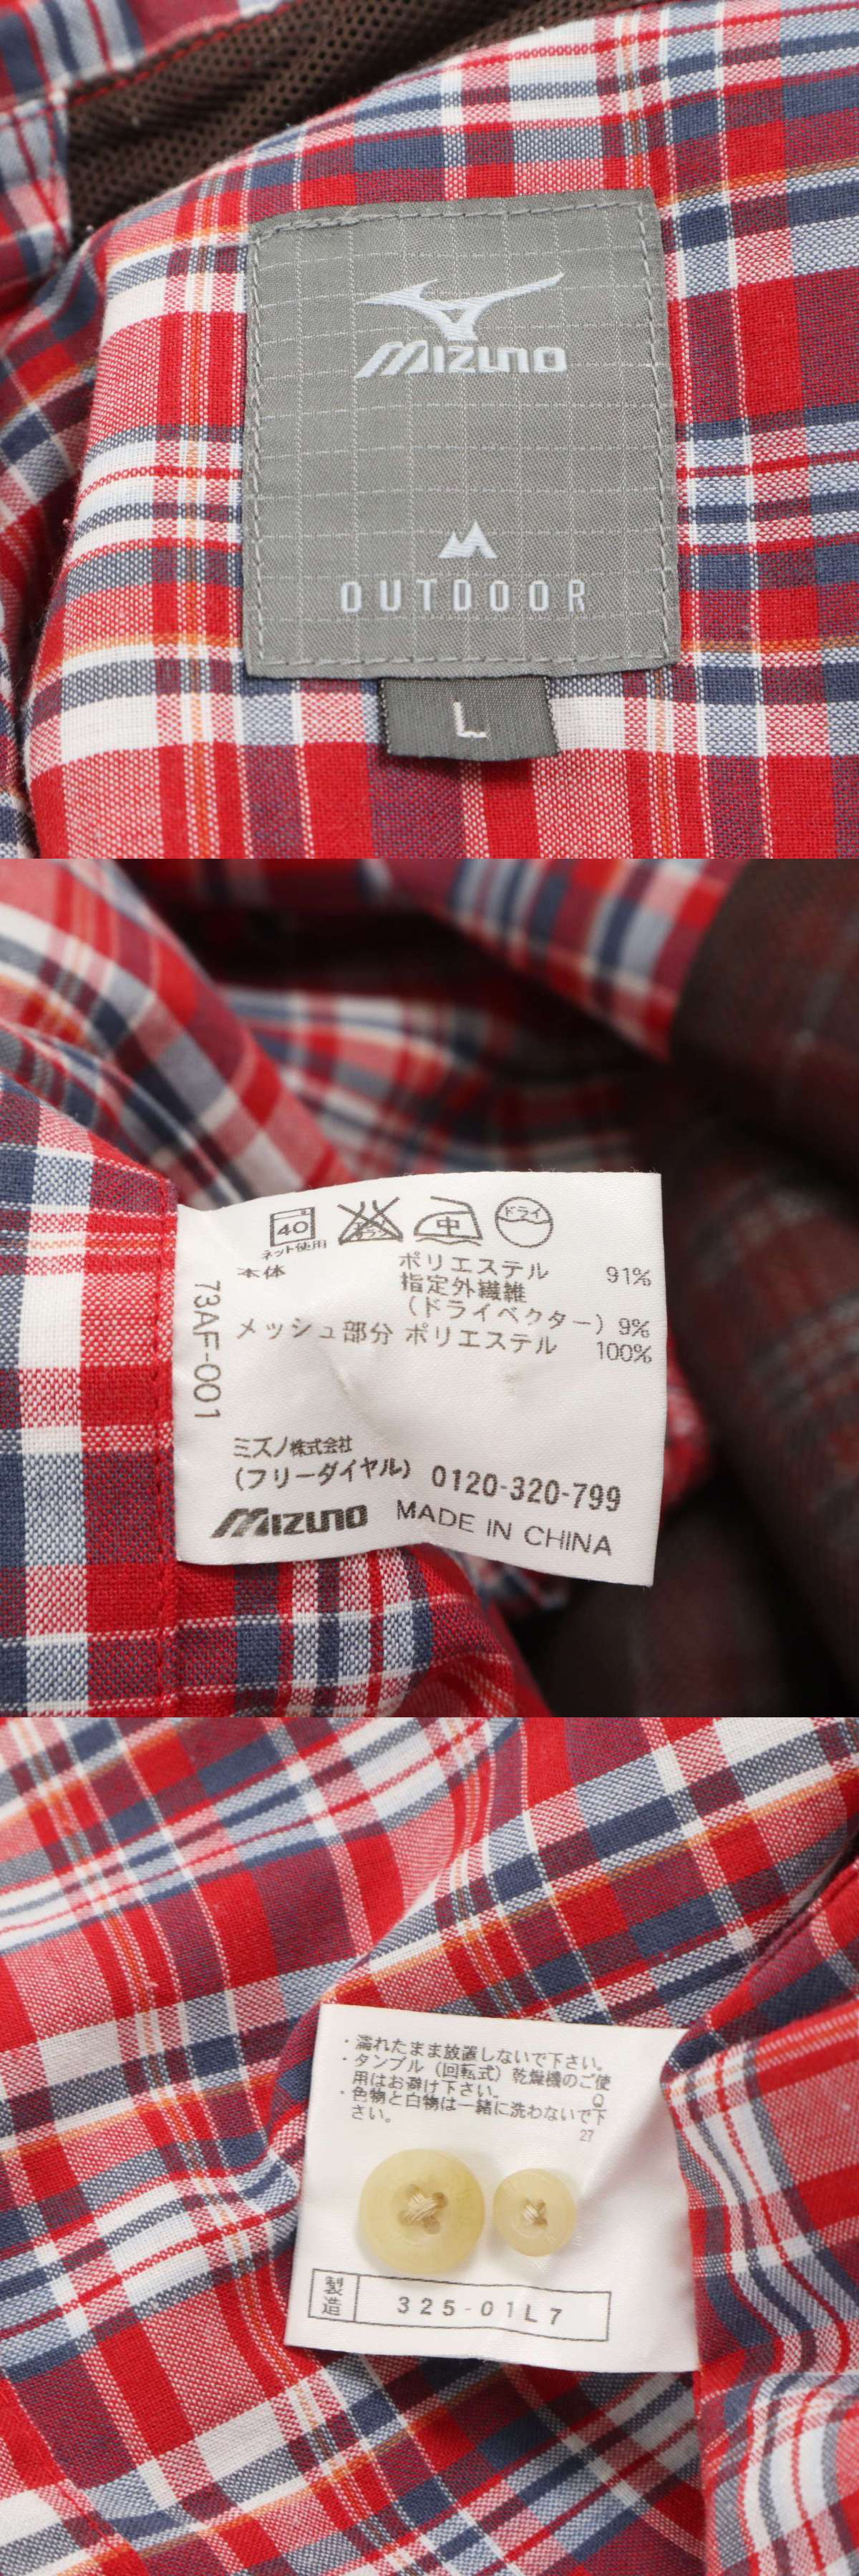 MIZUNO
OUTDOOR
L
40
ネット使用
中
ドライ
本体 ポリエステル 91%
指定外繊維
（ドライベクター）9%
メッシュ部分 ポリエステル 100%
73AF-001
ミズノ株式会社
（フリーダイヤル）0120-320-799
MIZUNO MADE IN CHINA
・濡れたまま放置しないで下さい。
・タンブル（回転式）乾燥機のご使
用はお避け下さい。
・色物と白物は一緒に洗わないで下
さい。
Q
27
製造 325-01L7